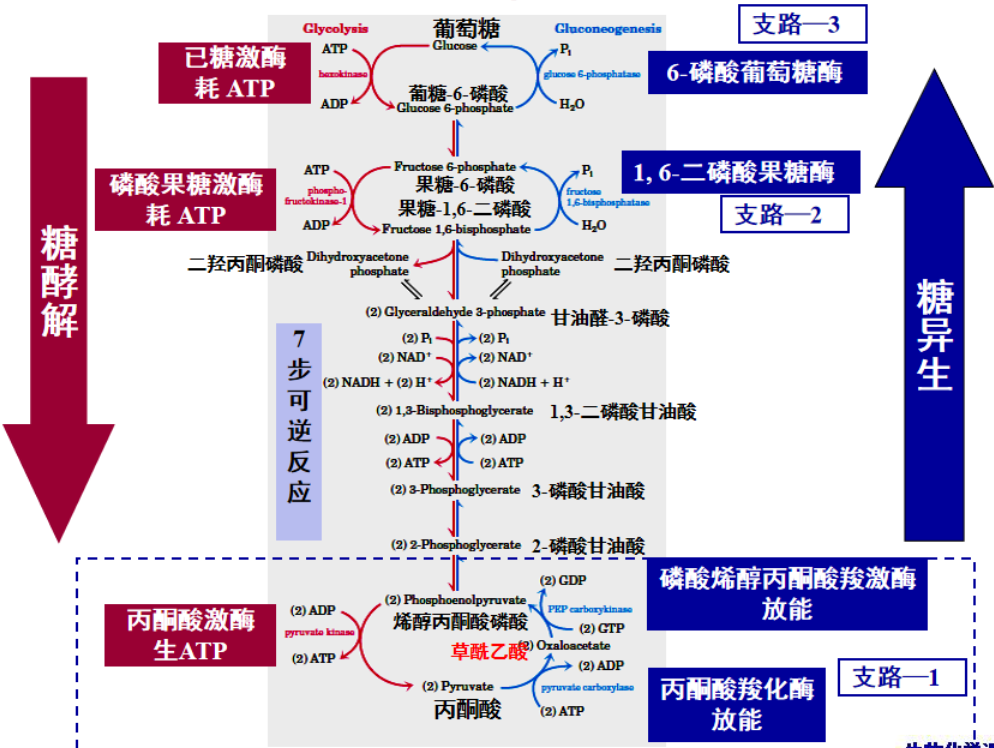 Glycolysis
葡萄糖
Gluconeogenesis
支路—3
Glucose
已糖激酶
耗 ATP
ATP
hexokinase
ADP
Pi
glucose 6-phosphatase
H₂O
6-磷酸葡萄糖酶
葡糖-6-磷酸
Glucose 6-phosphate
Fructose 6-phosphate
果糖-6-磷酸
果糖-1,6-二磷酸
Fructose 1,6-bisphosphate
磷酸果糖激酶
耗 ATP
ATP
phospho-
fructokinase-1
ADP
Pi
fructose
1,6-bisphosphatase
H₂O
1, 6-二磷酸果糖酶
支路—2
糖酵解
糖异生
二羟丙酮磷酸
Dihydroxyacetone
phosphate
Dihydroxyacetone
phosphate
二羟丙酮磷酸
(2) Glyceraldehyde 3-phosphate
甘油醛-3-磷酸
7步可逆反应
(2) Pi
(2) Pi
(2) NAD⁺
(2) NAD⁺
(2) NADH + (2) H⁺
(2) NADH + H⁺
(2) 1,3-Bisphosphoglycerate
1,3-二磷酸甘油酸
(2) ADP
(2) ADP
(2) ATP
(2) ATP
(2) 3-Phosphoglycerate
3-磷酸甘油酸
(2) 2-Phosphoglycerate
2-磷酸甘油酸
(2) Phosphoenolpyruvate
烯醇丙酮酸磷酸
丙酮酸激酶
生ATP
(2) ADP
pyruvate kinase
(2) ATP
(2) GDP
PEP carboxykinase
(2) GTP
磷酸烯醇丙酮酸羧激酶
放能
草酰乙酸
(2) Oxaloacetate
(2) ADP
pyruvate carboxylase
(2) ATP
丙酮酸羧化酶
放能
支路—1
(2) Pyruvate
丙酮酸